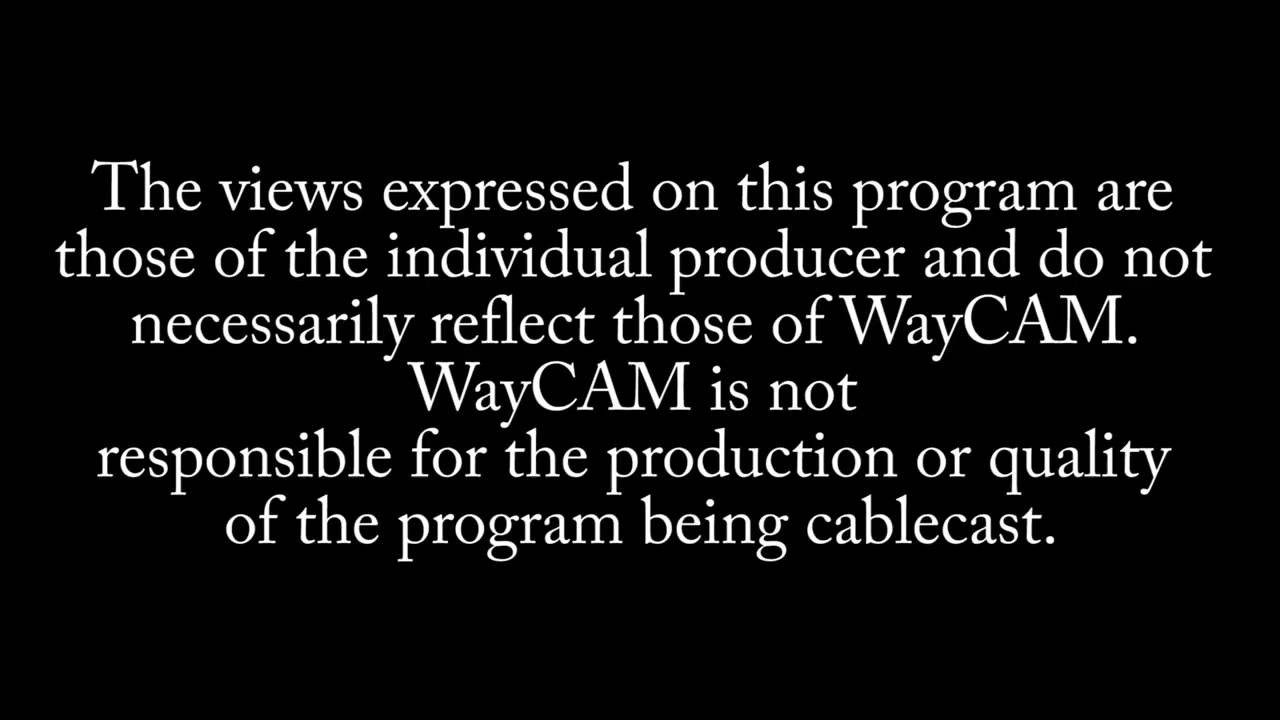 The views expressed on this program are
those of the individual producer and do not
necessarily reflect those of WayCAM.
WayCAM is not
responsible for the production or quality
of the program being cablecast.